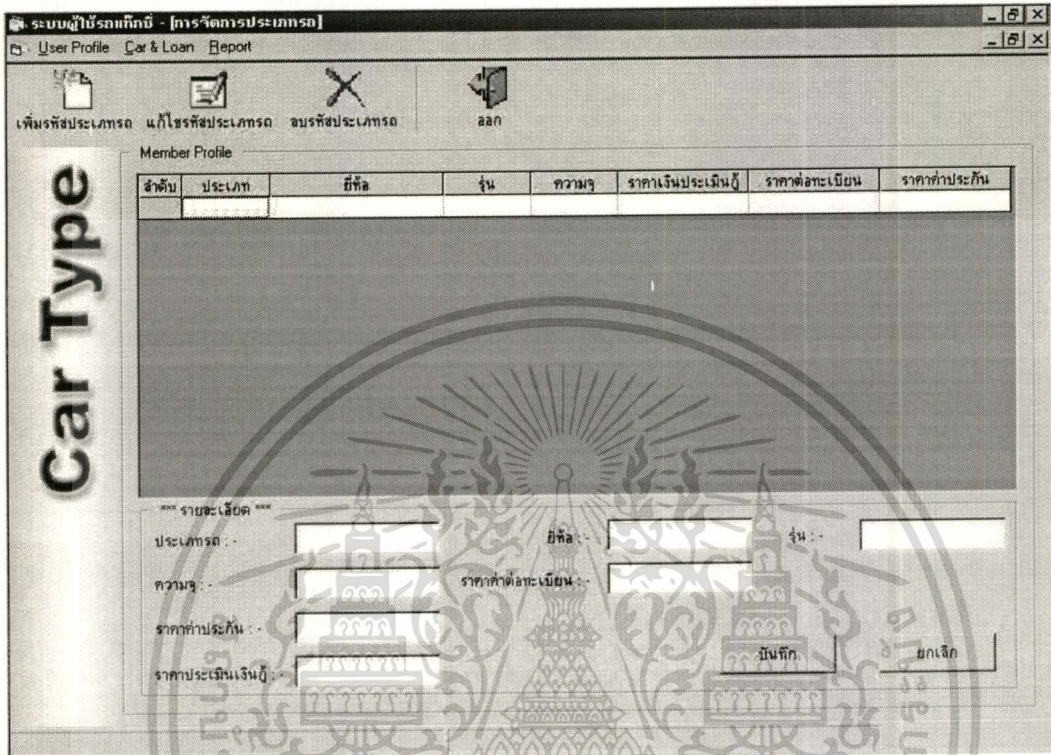 ระบบผู้ใช้รถแท็กซี่ - [การจัดการประเภทรถ]
User Profile Car & Loan Report
เพิ่มรหัสประเภทรถ แก้ไขรหัสประเภทรถ ลบรหัสประเภทรถ ออก
Car Type
Member Profile
ลำดับ ประเภท ยี่ห้อ รุ่น ความจุ ราคาเงินประเมินกู้ ราคาต่อทะเบียน ราคาค่าประกัน
*** รายละเอียด ***
ประเภทรถ : - ยี่ห้อ : - รุ่น : -
ความจุ : - ราคาค่าต่อทะเบียน : -
ราคาค่าประกัน : -
บันทึก ยกเลิก
ราคาประเมินเงินกู้ : -